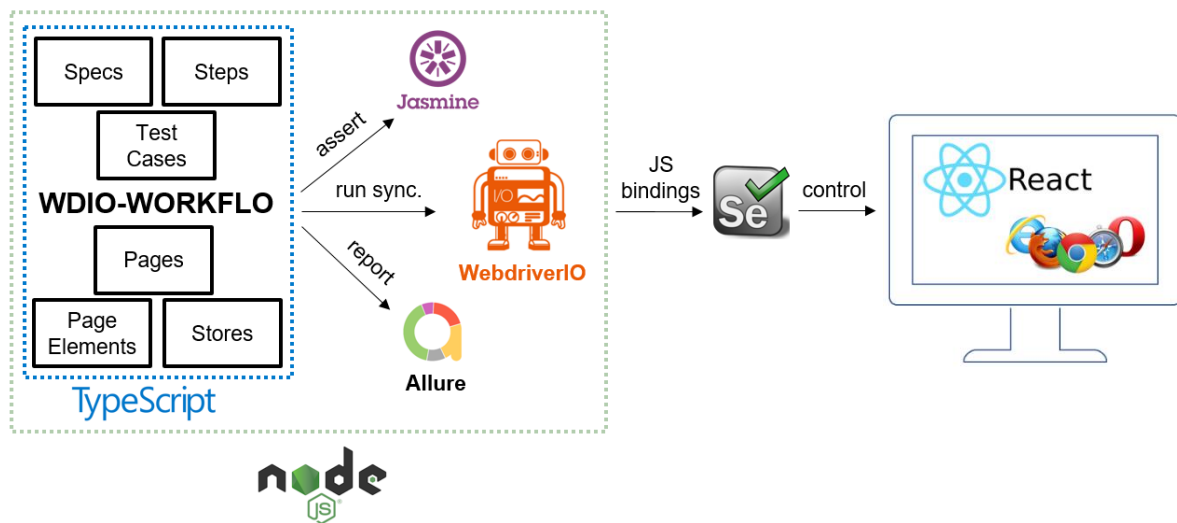 Specs
Steps
Test
Cases
WDIO-WORKFLO
Pages
Page
Elements
Stores
TypeScript
assert
run sync.
report
Jasmine
I/O
WebdriverIO
a
Allure
JS
bindings
Se
control
React
node
JS